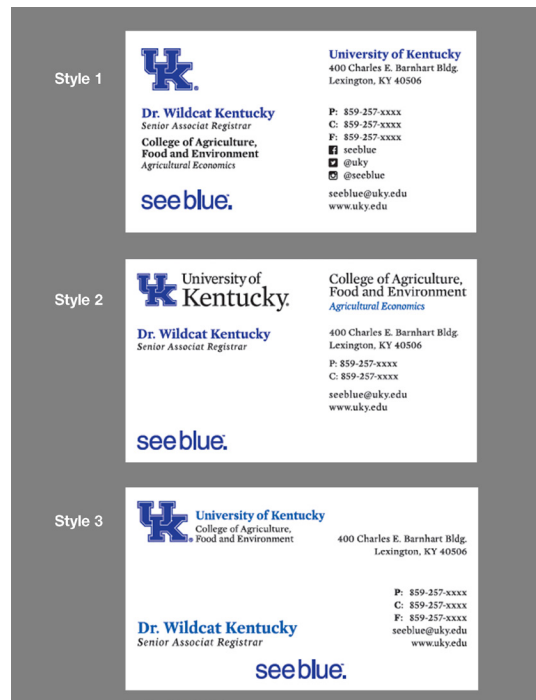 Style 1
UK
Dr. Wildcat Kentucky
Senior Associat Registrar
College of Agriculture,
Food and Environment
Agricultural Economics
see blue.
University of Kentucky
400 Charles E. Barnhart Bldg.
Lexington, KY 40506
P: 859-257-xxxx
C: 859-257-xxxx
F: 859-257-xxxx
seeblue
@uky
@seeblue
seeblue@uky.edu
www.uky.edu
Style 2
UK University of
Kentucky.
Dr. Wildcat Kentucky
Senior Associat Registrar
see blue.
College of Agriculture,
Food and Environment
Agricultural Economics
400 Charles E. Barnhart Bldg.
Lexington, KY 40506
P: 859-257-xxxx
C: 859-257-xxxx
seeblue@uky.edu
www.uky.edu
Style 3
UK
University of Kentucky
College of Agriculture,
Food and Environment
400 Charles E. Barnhart Bldg.
Lexington, KY 40506
P: 859-257-xxxx
C: 859-257-xxxx
F: 859-257-xxxx
seeblue@uky.edu
www.uky.edu
Dr. Wildcat Kentucky
Senior Associat Registrar
see blue.